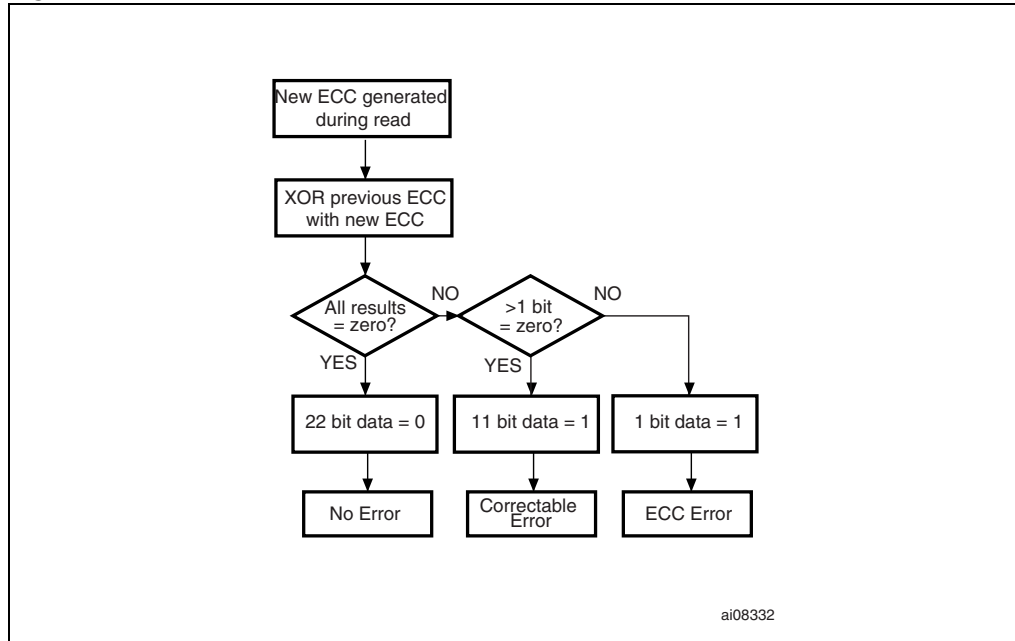 New ECC generated
during read
XOR previous ECC
with new ECC
All results
= zero?
NO
>1 bit
= zero?
NO
YES
YES
22 bit data = 0
11 bit data = 1
1 bit data = 1
No Error
Correctable
Error
ECC Error
ai08332